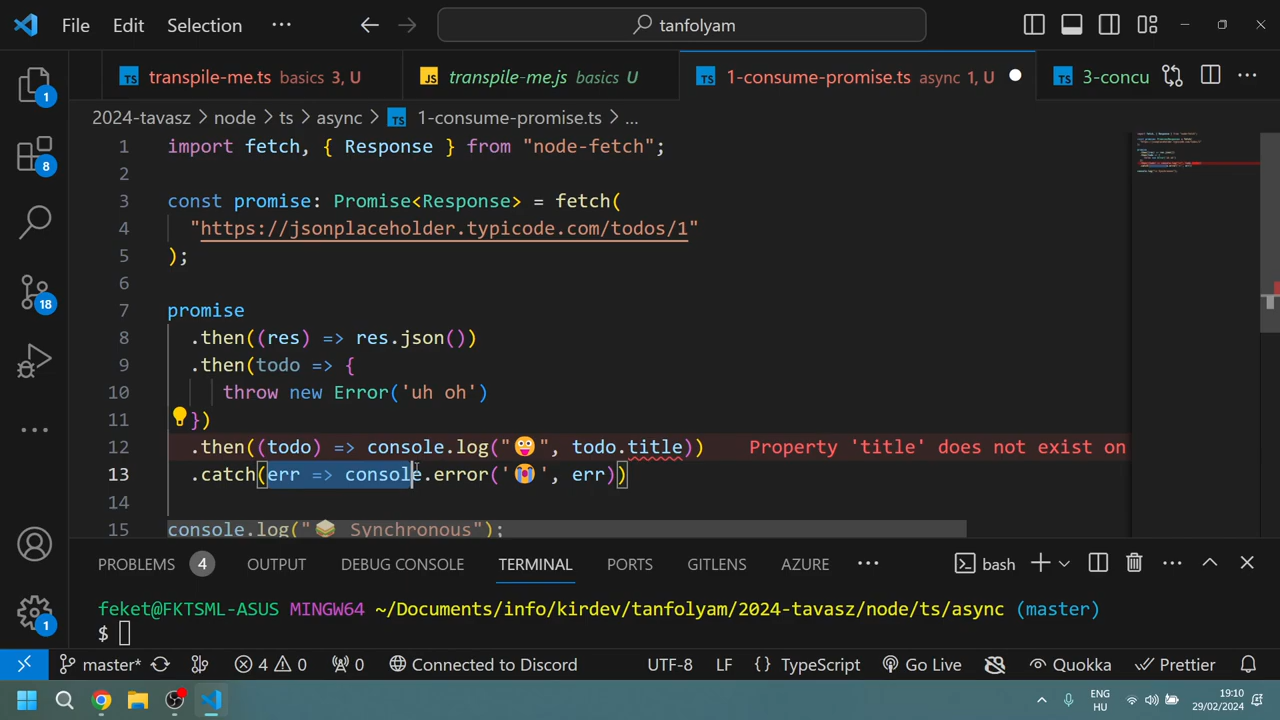 File Edit Selection ··· tanfolyam
transpile-me.ts basics 3, U transpile-me.js basics U 1-consume-promise.ts async 1, U 3-concu
2024-tavasz > node > ts > async > 1-consume-promise.ts > ...
1 import fetch, { Response } from "node-fetch";
2
3 const promise: Promise<Response> = fetch(
4 "https://jsonplaceholder.typicode.com/todos/1"
5 );
6
7 promise
8 .then((res) => res.json())
9 .then(todo => {
10 throw new Error('uh oh')
11 })
12 .then((todo) => console.log("😜", todo.title)) Property 'title' does not exist on
13 .catch(err => console.error('😭', err))
14
15 console.log("📚 Synchronous");
PROBLEMS 4 OUTPUT DEBUG CONSOLE TERMINAL PORTS GITLENS AZURE ··· bash
feket@FKTSML-ASUS MINGW64 ~/Documents/info/kirdev/tanfolyam/2024-tavasz/node/ts/async (master)
$
1
8
18
1
master* 4 0 0 Connected to Discord UTF-8 LF {} TypeScript Go Live Quokka Prettier
ENG
HU
19:10
29/02/2024